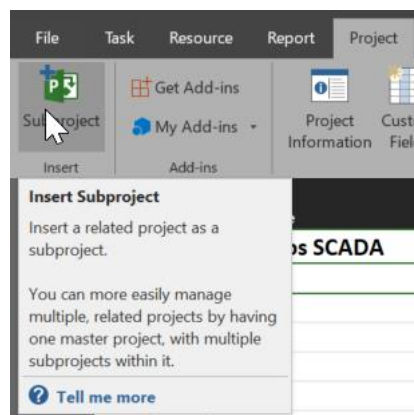 File Task Resource Report Project
Subproject
Get Add-ins
My Add-ins
Project
Information
Insert
Add-ins
Insert Subproject
Insert a related project as a
subproject.
You can more easily manage
multiple, related projects by having
one master project, with multiple
subprojects within it.
Tell me more
SCADA